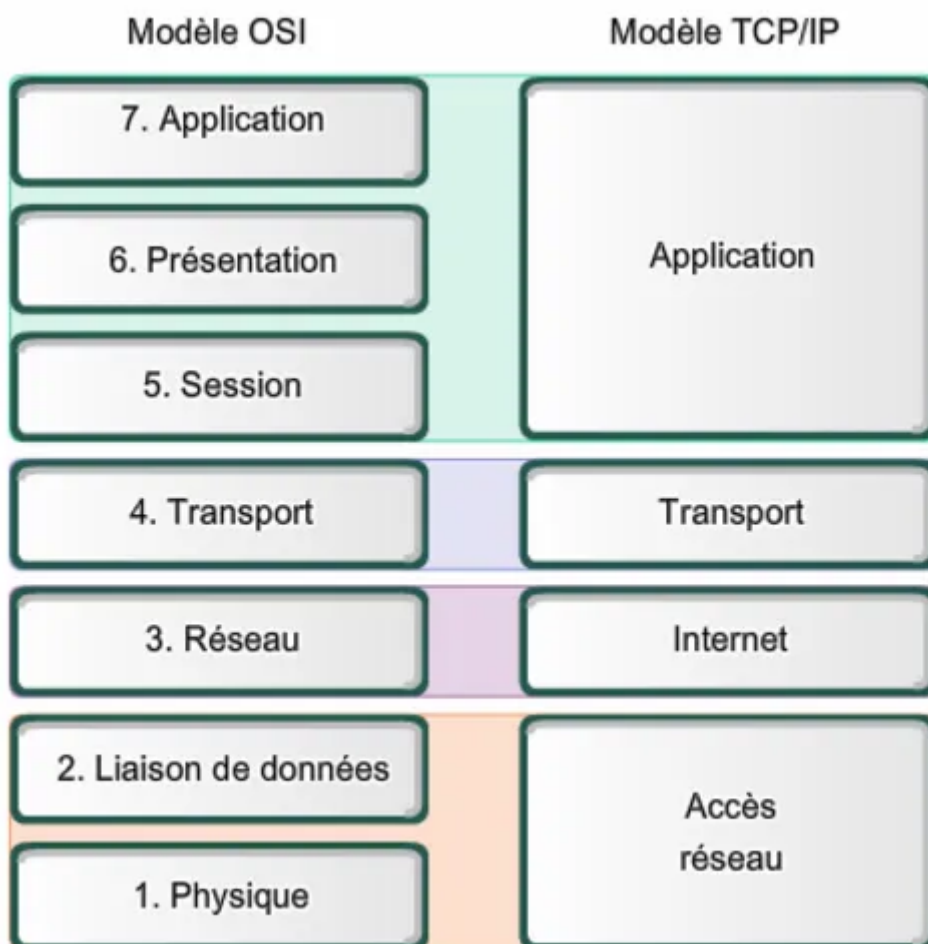 Modèle OSI
Modèle TCP/IP
7. Application
6. Présentation
5. Session
Application
4. Transport
Transport
3. Réseau
Internet
2. Liaison de données
1. Physique
Accès
réseau